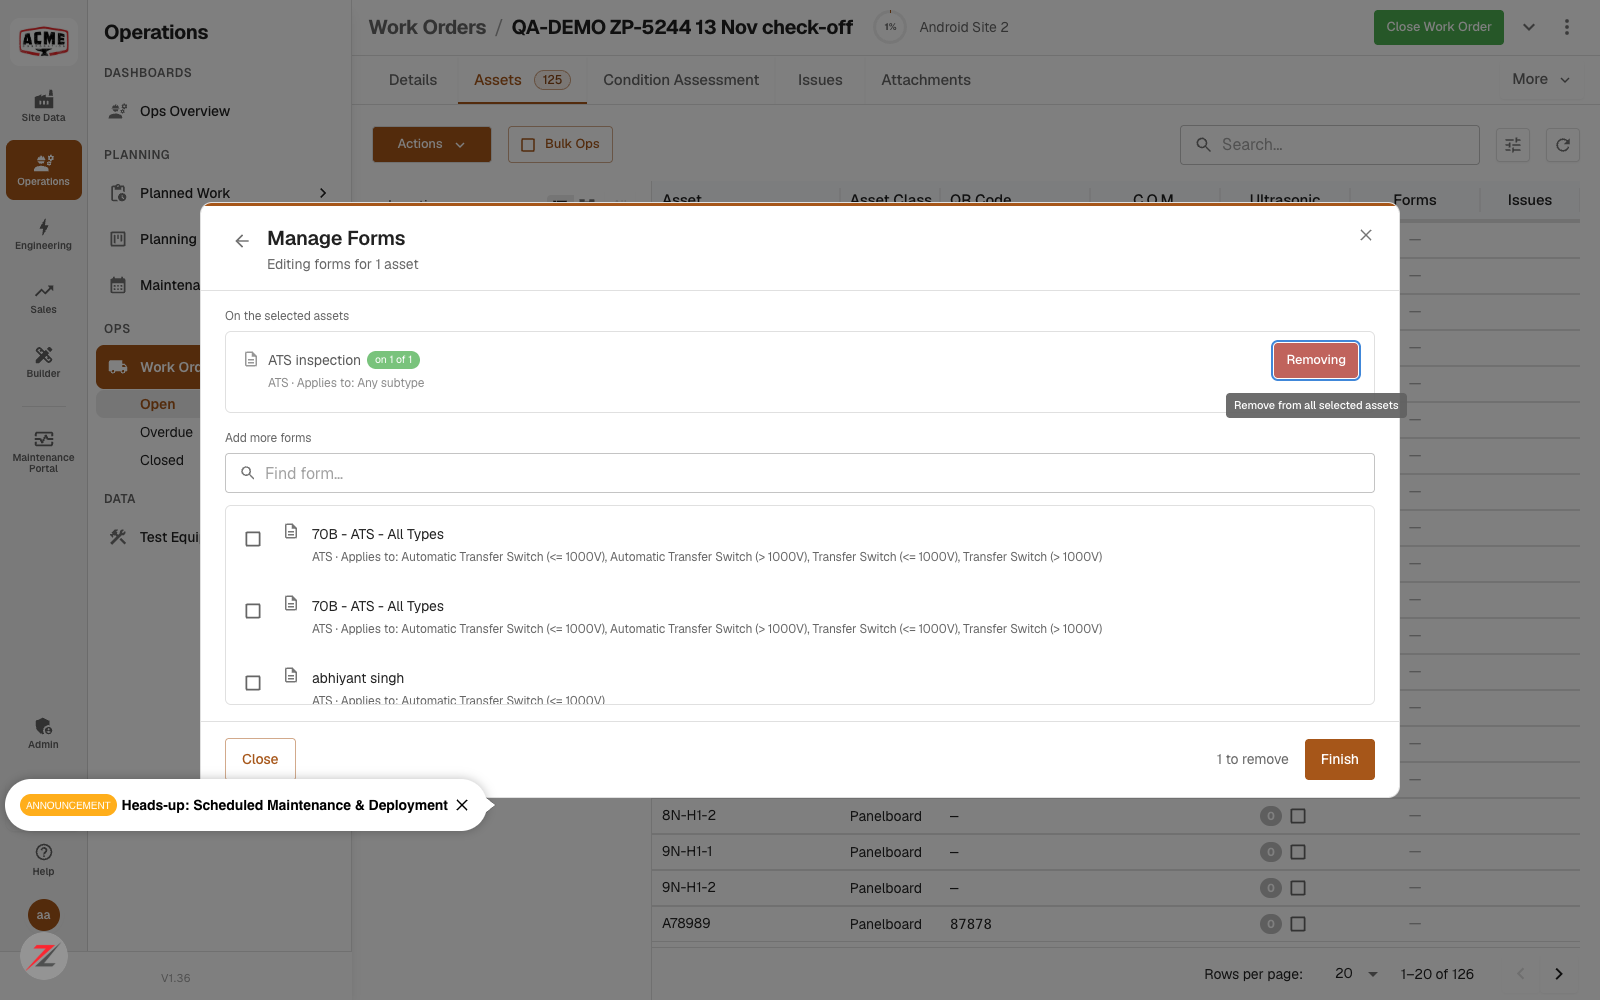 ACME
Site Data
Operations
Engineering
Sales
Builder
Maintenance
Portal
Admin
Help
aa
Operations
DASHBOARDS
Ops Overview
PLANNING
Planned Work
Planning
Maintena
OPS
Work Orc
Open
Overdue
Closed
DATA
Test Equi
V1.36
Work Orders / QA-DEMO ZP-5244 13 Nov check-off 1% Android Site 2
Close Work Order
Details
Assets 125
Condition Assessment
Issues
Attachments
More
Actions
Bulk Ops
Search...
Asset
Asset Class
QR Code
C.O.M.
Ultrasonic
Forms
Issues
Manage Forms
Editing forms for 1 asset
On the selected assets
ATS inspection on 1 of 1
ATS · Applies to: Any subtype
Removing
Remove from all selected assets
Add more forms
Find form...
70B - ATS - All Types
ATS · Applies to: Automatic Transfer Switch (<= 1000V), Automatic Transfer Switch (> 1000V), Transfer Switch (<= 1000V), Transfer Switch (> 1000V)
70B - ATS - All Types
ATS · Applies to: Automatic Transfer Switch (<= 1000V), Automatic Transfer Switch (> 1000V), Transfer Switch (<= 1000V), Transfer Switch (> 1000V)
abhiyant singh
ATS · Applies to: Automatic Transfer Switch (<= 1000V)
Close
1 to remove
Finish
ANNOUNCEMENT Heads-up: Scheduled Maintenance & Deployment
8N-H1-2 Panelboard – 0 —
9N-H1-1 Panelboard – 0 —
9N-H1-2 Panelboard – 0 —
A78989 Panelboard 87878 0 —
Rows per page: 20 1–20 of 126